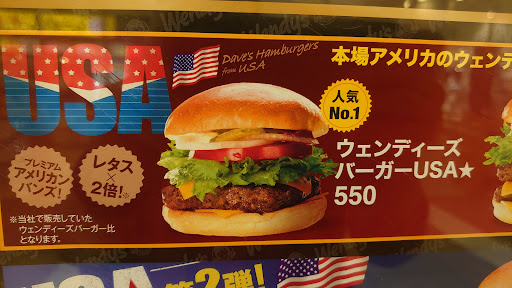 Wendy's
USA
Dave's Hamburgers
from USA
本場アメリカのウェンデ
人気
No.1
ウェンディーズ
バーガーUSA★
550
プレミアム
アメリカン
バンズ!
レタス
×
2倍!※
※当社で販売していた
ウェンディーズバーガー比
となります。
USA 第2弾!